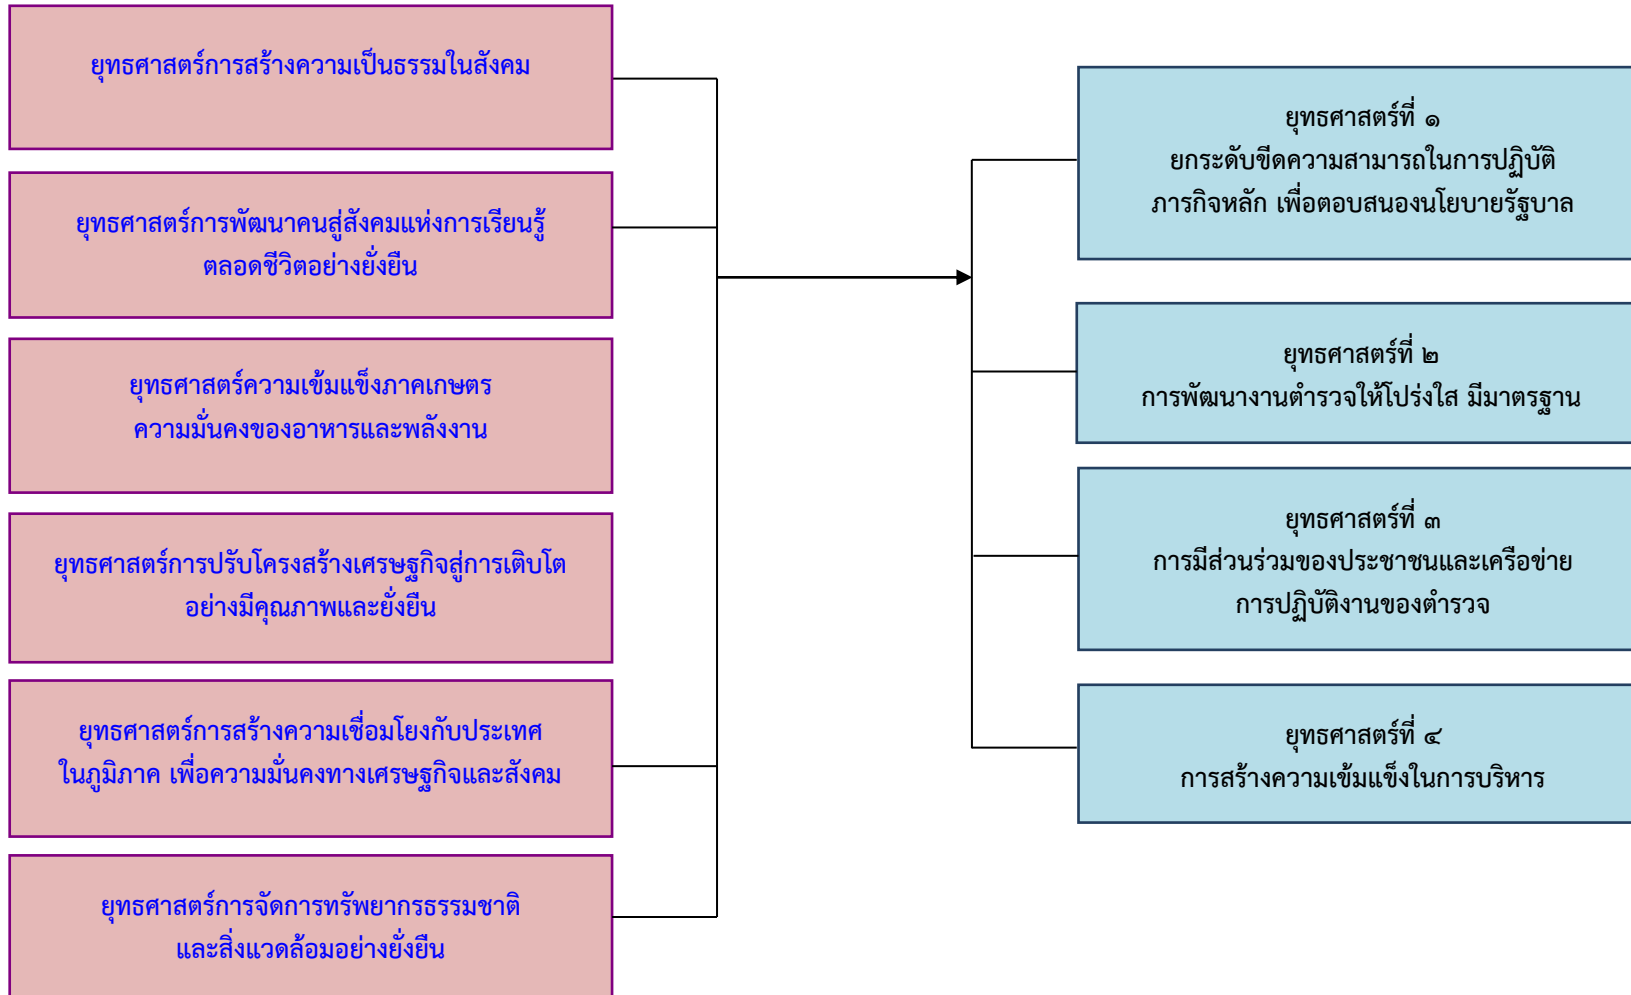 ยุทธศาสตร์การสร้างความเป็นธรรมในสังคม
ยุทธศาสตร์การพัฒนาคนสู่สังคมแห่งการเรียนรู้
ตลอดชีวิตอย่างยั่งยืน
ยุทธศาสตร์ความเข้มแข็งภาคเกษตร
ความมั่นคงของอาหารและพลังงาน
ยุทธศาสตร์การปรับโครงสร้างเศรษฐกิจสู่การเติบโต
อย่างมีคุณภาพและยั่งยืน
ยุทธศาสตร์การสร้างความเชื่อมโยงกับประเทศ
ในภูมิภาค เพื่อความมั่นคงทางเศรษฐกิจและสังคม
ยุทธศาสตร์การจัดการทรัพยากรธรรมชาติ
และสิ่งแวดล้อมอย่างยั่งยืน
ยุทธศาสตร์ที่ ๑
ยกระดับขีดความสามารถในการปฏิบัติ
ภารกิจหลัก เพื่อตอบสนองนโยบายรัฐบาล
ยุทธศาสตร์ที่ ๒
การพัฒนางานตำรวจให้โปร่งใส มีมาตรฐาน
ยุทธศาสตร์ที่ ๓
การมีส่วนร่วมของประชาชนและเครือข่าย
การปฏิบัติงานของตำรวจ
ยุทธศาสตร์ที่ ๔
การสร้างความเข้มแข็งในการบริหาร